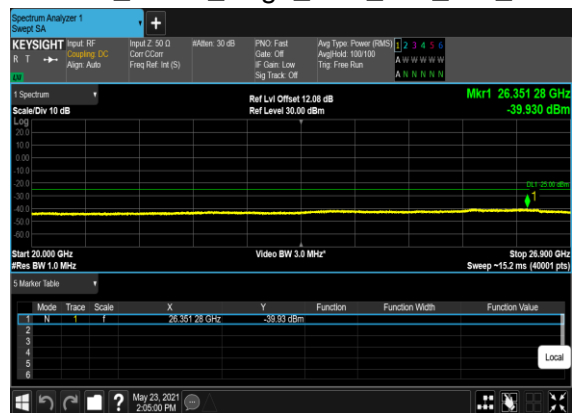 Spectrum Analyzer 1
Swept SA
+
KEYSIGHT
R T
Input: RF
Coupling: DC
Align: Auto
Input Z: 50 Ω
Corr CCorr
Freq Ref: Int (S)
#Atten: 30 dB
PNO: Fast
Gate: Off
IF Gain: Low
Sig Track: Off
Avg Type: Power (RMS)
Avg|Hold: 100/100
Trig: Free Run
1 2 3 4 5 6
A W W W W W
A N N N N N
1 Spectrum
Scale/Div 10 dB
Ref Lvl Offset 12.08 dB
Ref Level 30.00 dBm
Mkr1 26.351 28 GHz
-39.930 dBm
Log
20.0
10.0
0.00
-10.0
-20.0
-30.0
-40.0
-50.0
-60.0
DL1 -25.00 dBm
1
Start 20.000 GHz
#Res BW 1.0 MHz
Video BW 3.0 MHz*
Stop 26.900 GHz
Sweep ~15.2 ms (40001 pts)
5 Marker Table
Mode Trace Scale X Y Function Function Width Function Value
1 N 1 f 26.351 28 GHz -39.93 dBm
2
3
4
5
6
Local
?
May 23, 2021
2:05:00 PM